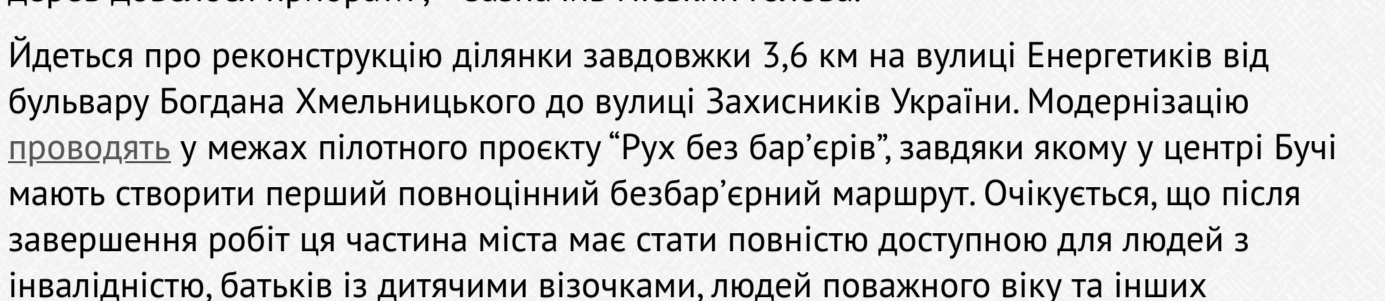 Йдеться про реконструкцію ділянки завдовжки 3,6 км на вулиці Енергетиків від
бульвару Богдана Хмельницького до вулиці Захисників України. Модернізацію
проводять у межах пілотного проєкту “Рух без бар’єрів”, завдяки якому у центрі Бучі
мають створити перший повноцінний безбар’єрний маршрут. Очікується, що після
завершення робіт ця частина міста має стати повністю доступною для людей з
інвалідністю, батьків із дитячими візочками, людей поважного віку та інших